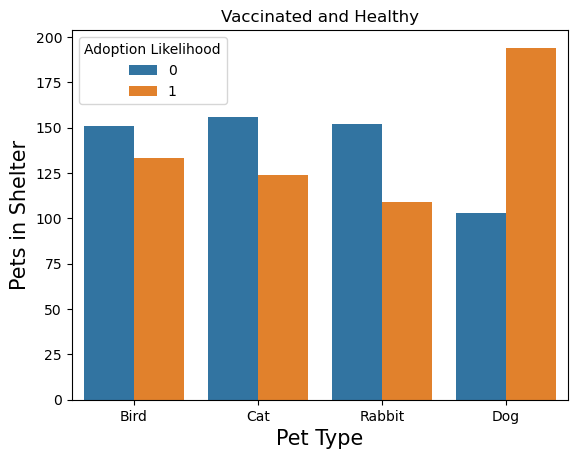 Vaccinated and Healthy
Adoption Likelihood
0
1
200
175
150
125
100
75
50
25
0
Pets in Shelter
Bird Cat Rabbit Dog
Pet Type